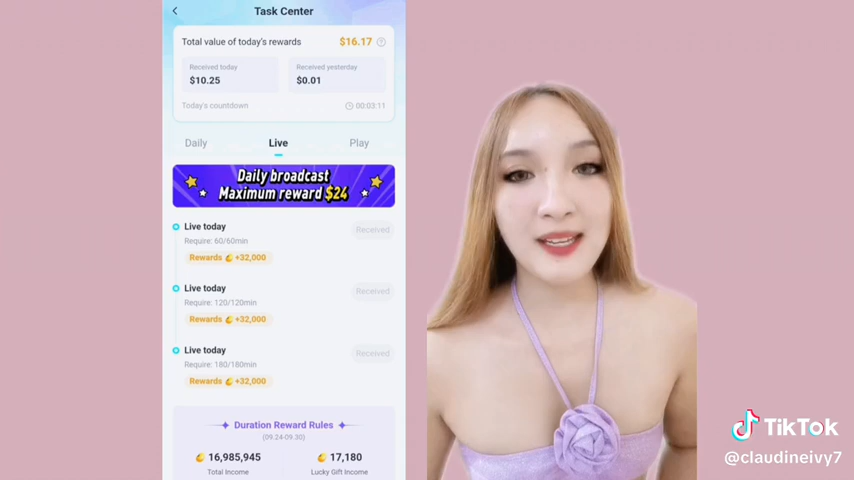 Task Center
Total value of today's rewards $16.17
Received today
$10.25
Received yesterday
$0.01
Today's countdown 00:03:11
Daily Live Play
Daily broadcast
Maximum reward $24
Live today
Received
Require: 60/60min
Rewards +32,000
Live today
Received
Require: 120/120min
Rewards +32,000
Live today
Received
Require: 180/180min
Rewards +32,000
Duration Reward Rules
(09.24-09.30)
16,985,945
Total Income
17,180
Lucky Gift Income
TikTok
@claudineivy7